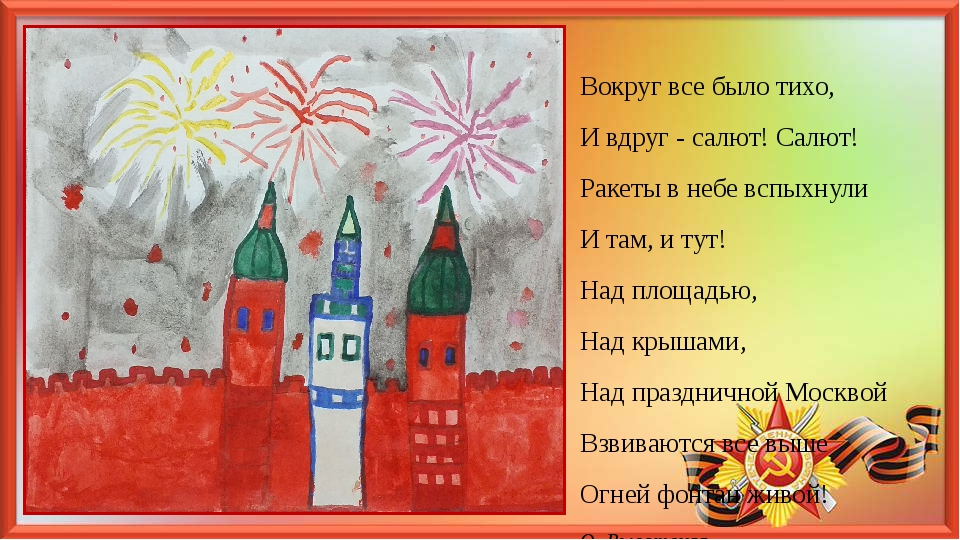 Вокруг все было тихо,
И вдруг - салют! Салют!
Ракеты в небе вспыхнули
И там, и тут!
Над площадью,
Над крышами,
Над праздничной Москвой
Взвиваются все выше
Огней фонтан живой!